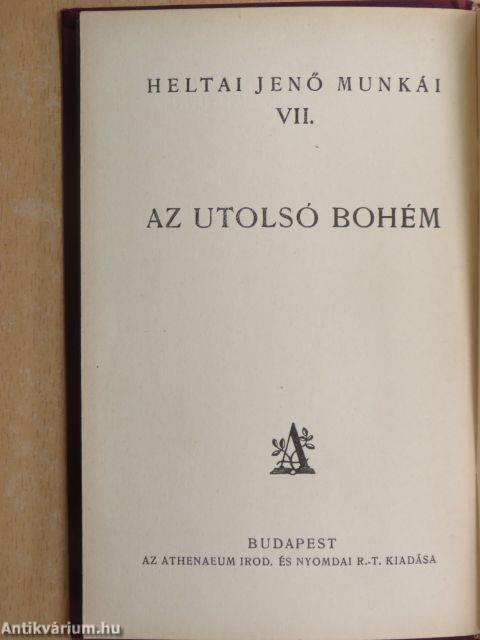 HELTAI JENŐ MUNKÁI
VII.
AZ UTOLSÓ BOHÉM
A
BUDAPEST
AZ ATHENAEUM IROD. ÉS NYOMDAI R.-T. KIADÁSA
Antikvárium.hu